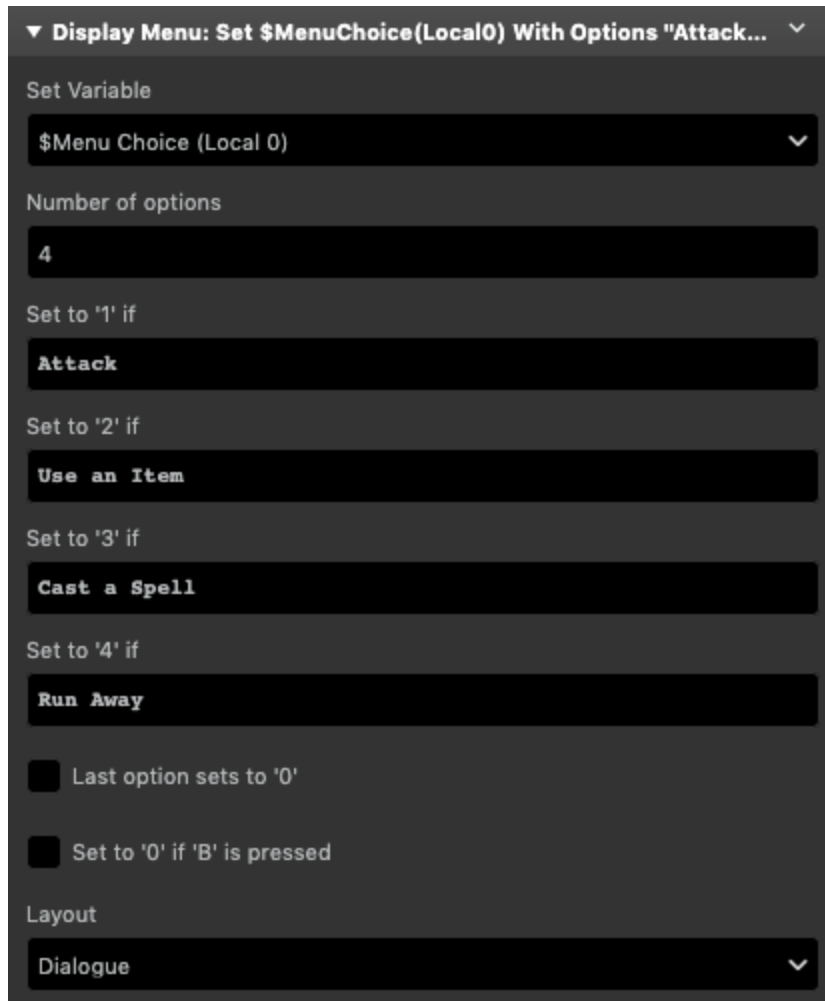 Display Menu: Set $MenuChoice(Local0) With Options "Attack...
Set Variable
$Menu Choice (Local 0)
Number of options
4
Set to '1' if
Attack
Set to '2' if
Use an Item
Set to '3' if
Cast a Spell
Set to '4' if
Run Away
Last option sets to '0'
Set to '0' if 'B' is pressed
Layout
Dialogue